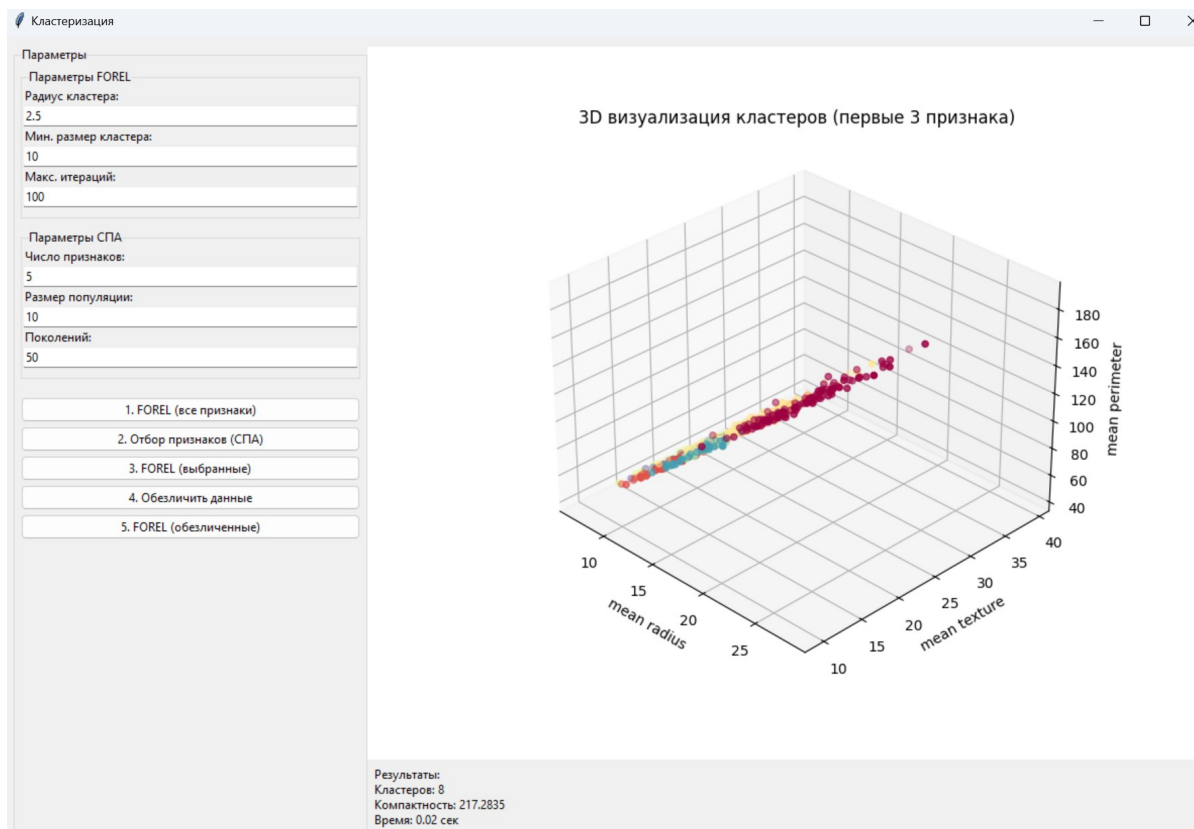 Кластеризация
Параметры
Параметры FOREL
Радиус кластера:
2.5
Мин. размер кластера:
10
Макс. итераций:
100
Параметры СПА
Число признаков:
5
Размер популяции:
10
Поколений:
50
1. FOREL (все признаки)
2. Отбор признаков (СПА)
3. FOREL (выбранные)
4. Обезличить данные
5. FOREL (обезличенные)
3D визуализация кластеров (первые 3 признака)
180
160
140
120
100
80
60
40
mean perimeter
10
15
20
25
mean radius
10
15
20
25
30
35
40
mean texture
Результаты:
Кластеров: 8
Компактность: 217.2835
Время: 0.02 сек